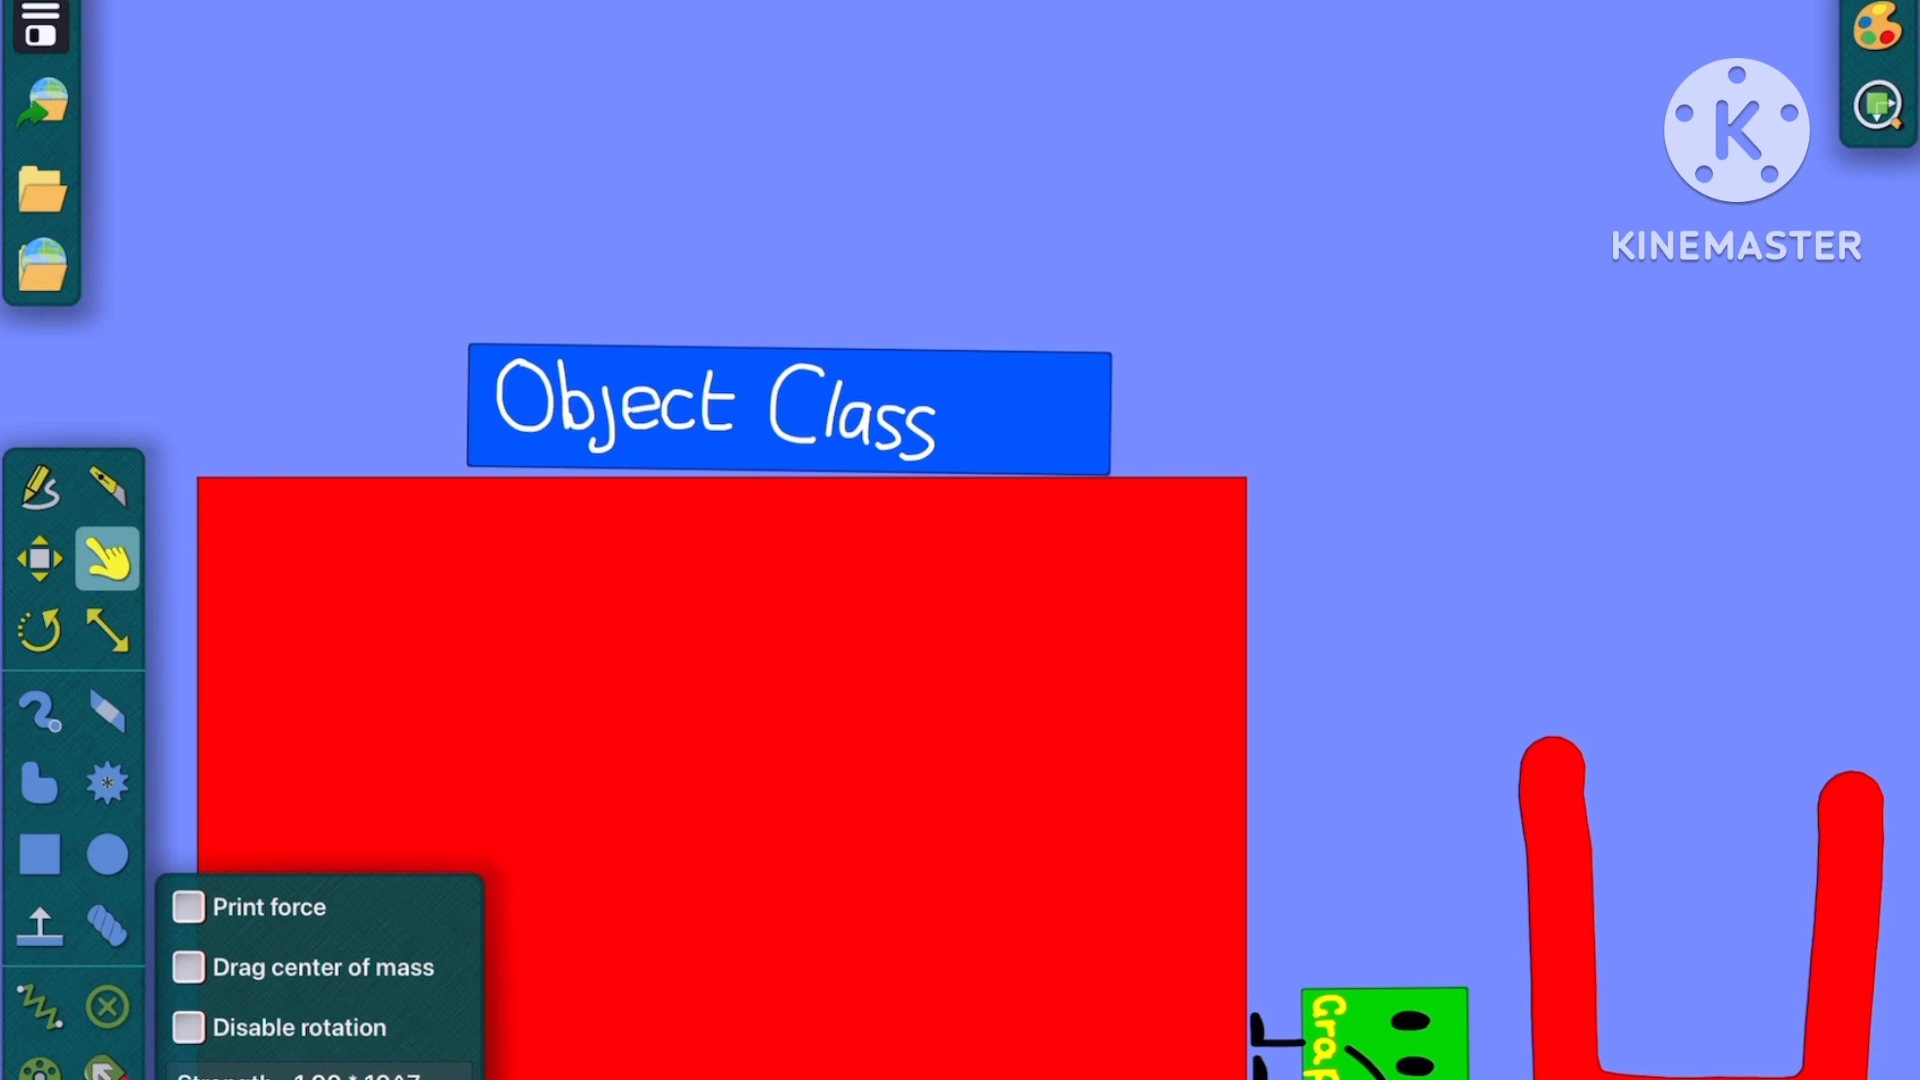 K
KINEMASTER
Object Class
Print force
Drag center of mass
Disable rotation